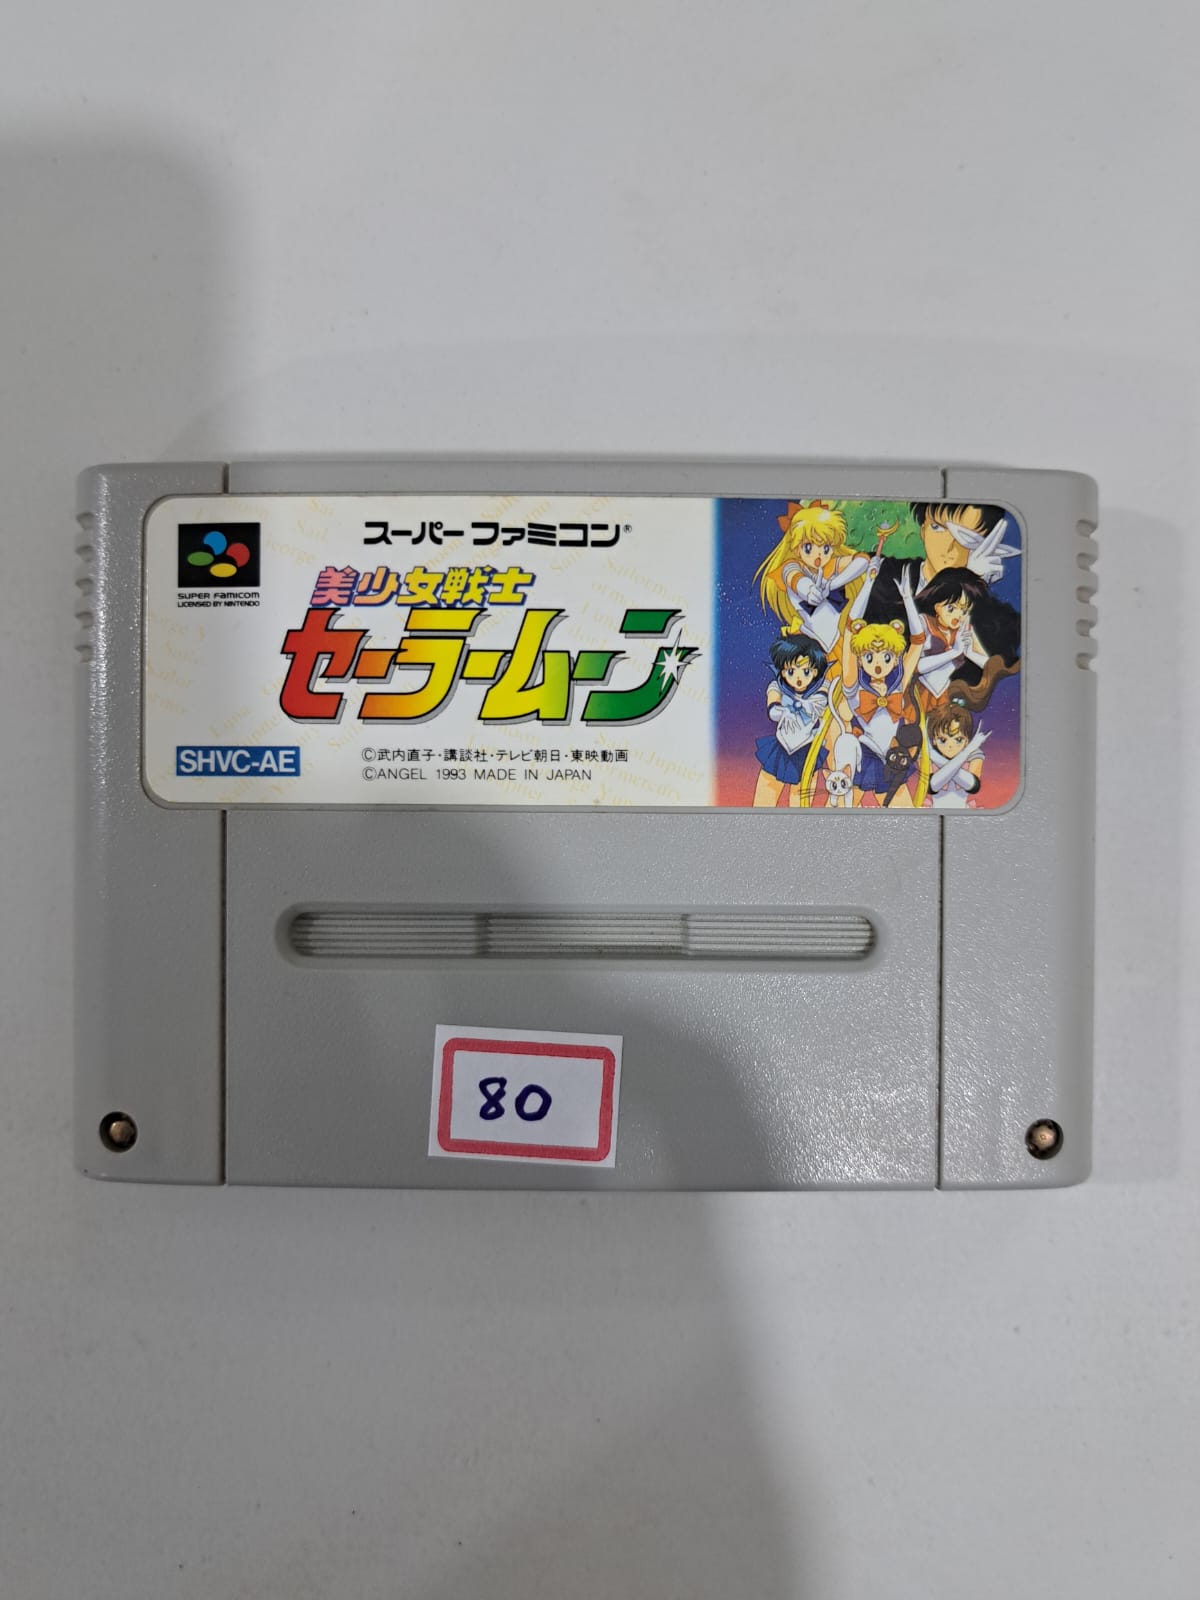 スーパーファミコン®
SUPER FAMICOM
LICENSED BY NINTENDO
美少女戦士
セーラームーン
SHVC-AE
©武内直子・講談社・テレビ朝日・東映動画
©ANGEL 1993 MADE IN JAPAN
80